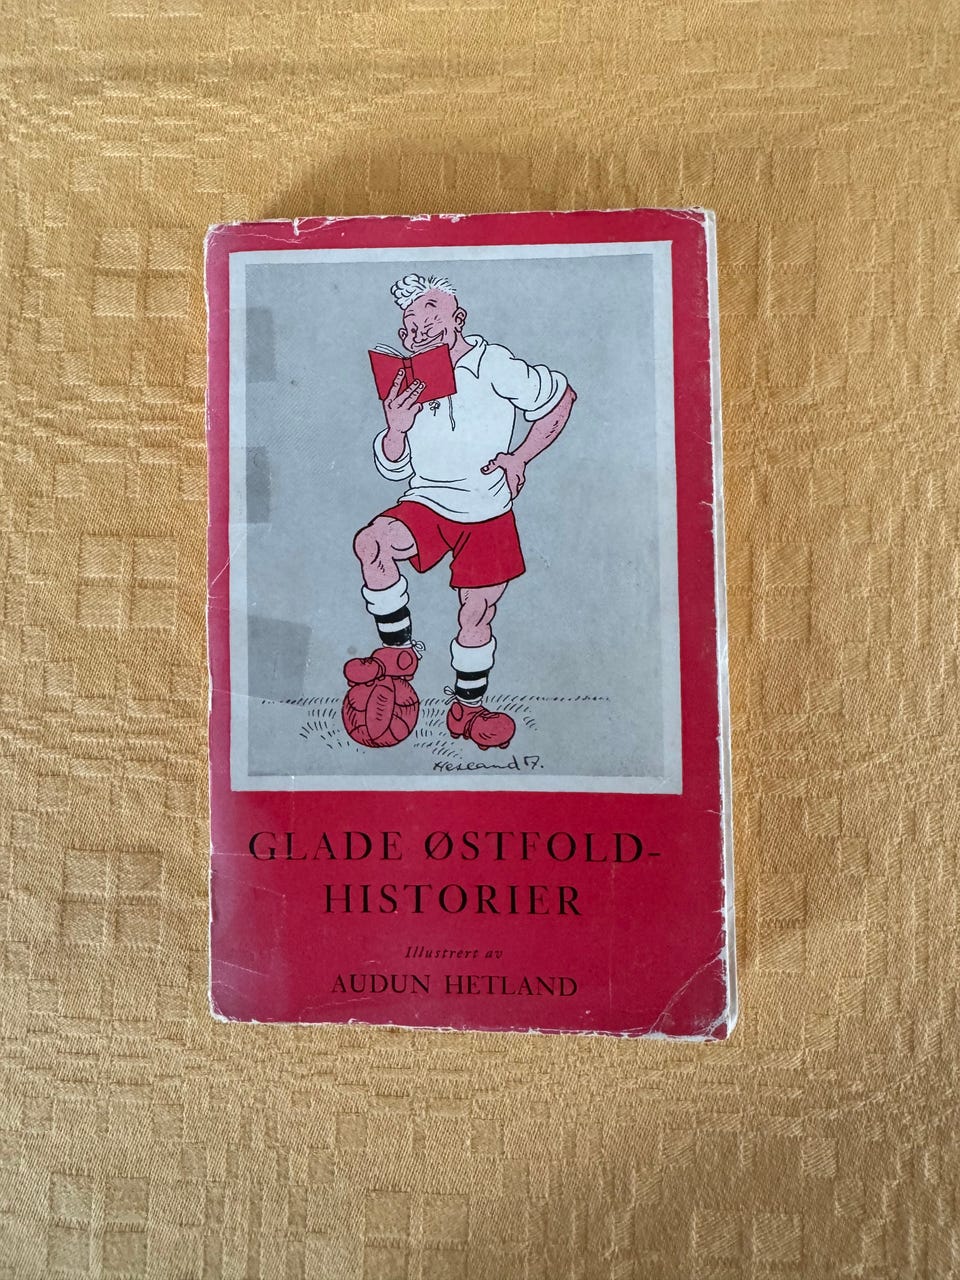 Hetland A.
GLADE ØSTFOLD-
HISTORIER
Illustrert av
AUDUN HETLAND